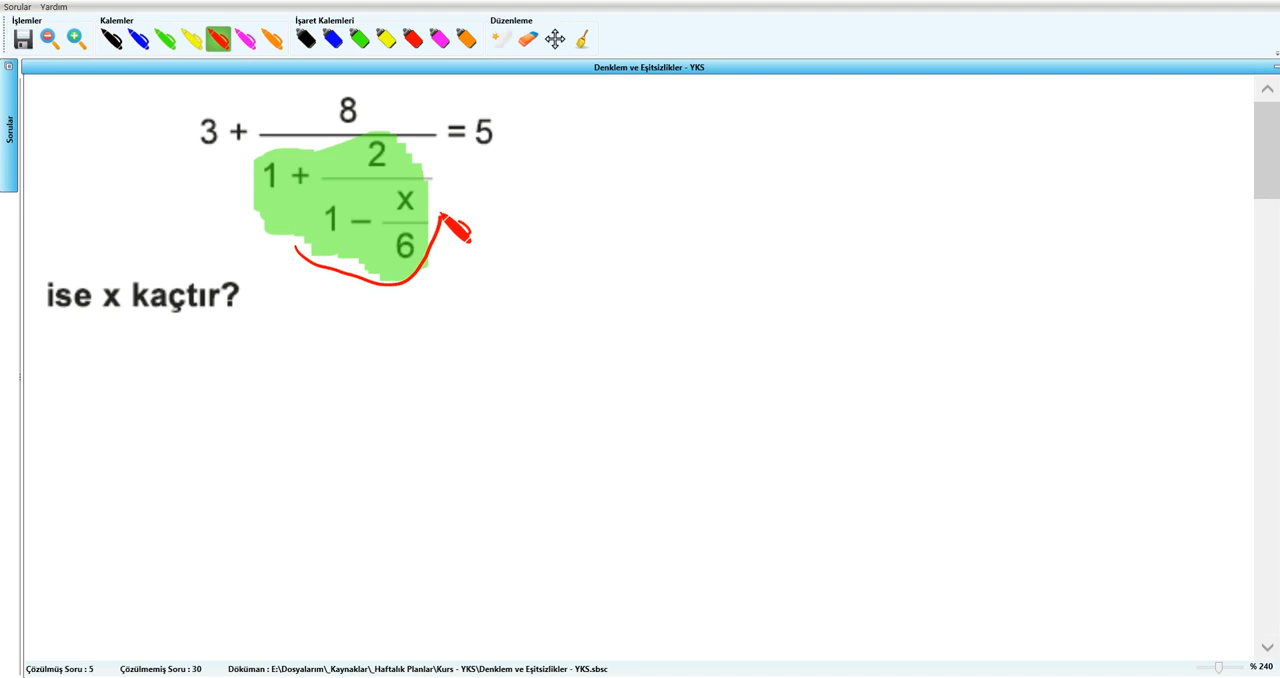 Sorular Yardım
İşlemler Kalemler İşaret Kalemleri Düzenleme
Denklem ve Eşitsizlikler - YKS
Sorular
8
3 + = 5
2
1 +
x
1 –
6
ise x kaçtır?
Çözülmüş Soru : 5 Çözülmemiş Soru : 30 Döküman : E:\Dosyalarım\_Kaynaklar\_Haftalık Planlar\Kurs - YKS\Denklem ve Eşitsizlikler - YKS.sbsc % 240